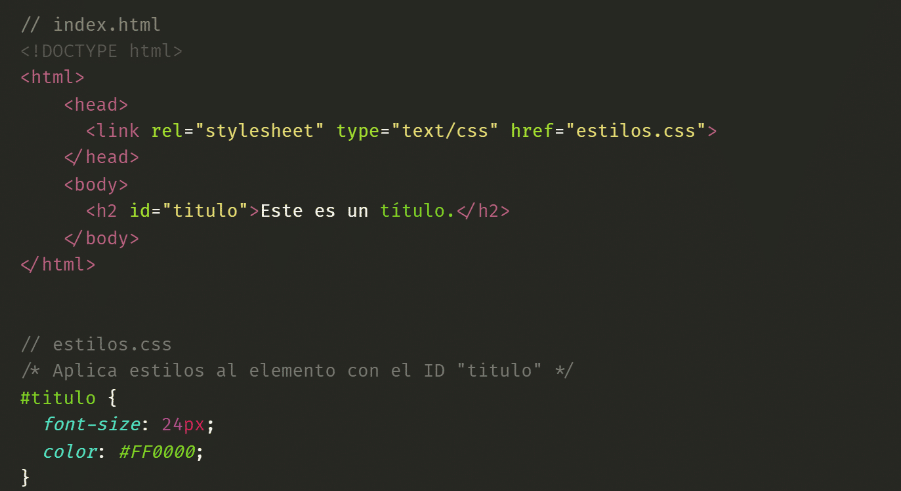 // index.html
<!DOCTYPE html>
<html>
    <head>
      <link rel="stylesheet" type="text/css" href="estilos.css">
    </head>
    <body>
      <h2 id="titulo">Este es un título.</h2>
    </body>
</html>
// estilos.css
/* Aplica estilos al elemento con el ID "titulo" */
#titulo {
  font-size: 24px;
  color: #FF0000;
}